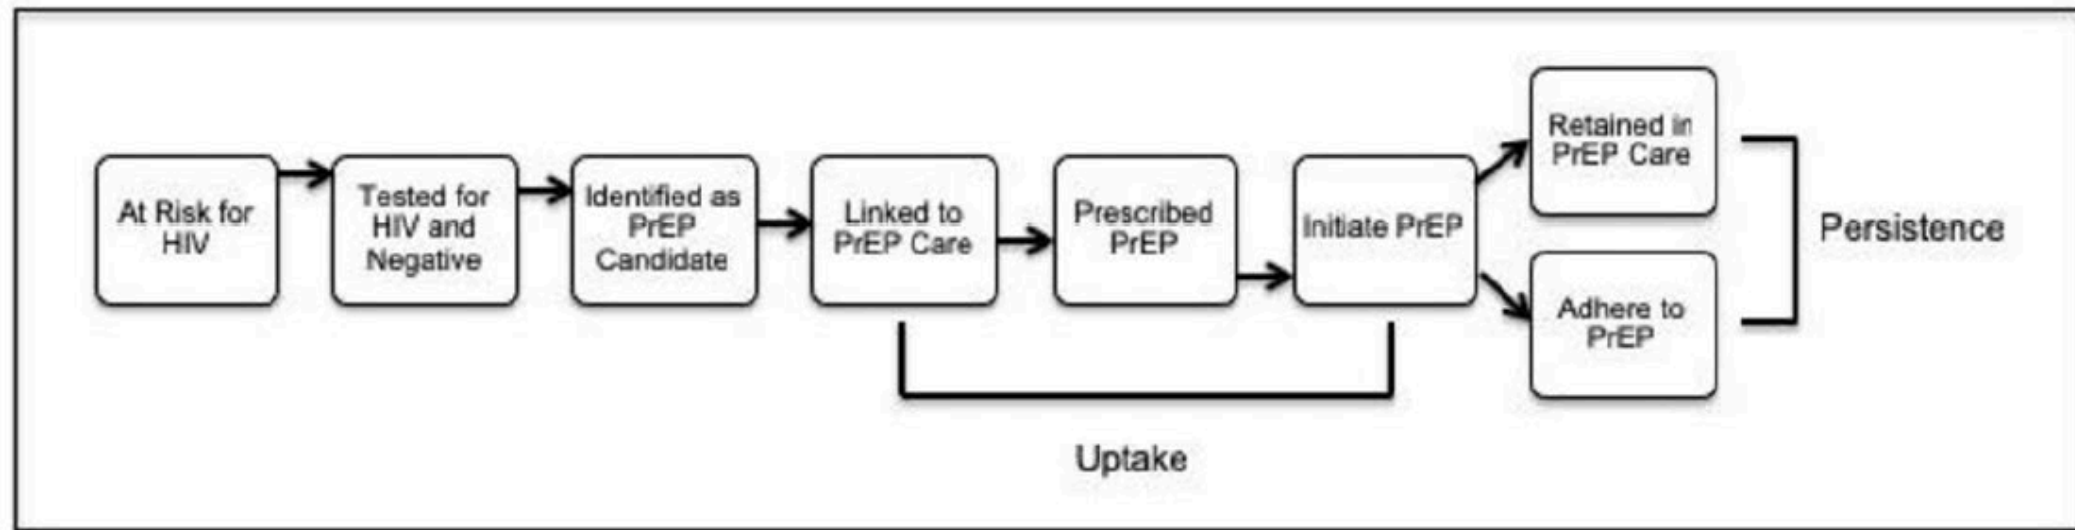 At Risk for
HIV
Tested for
HIV and
Negative
Identified as
PrEP
Candidate
Linked to
PrEP Care
Prescribed
PrEP
Initiate PrEP
Retained in
PrEP Care
Adhere to
PrEP
Persistence
Uptake